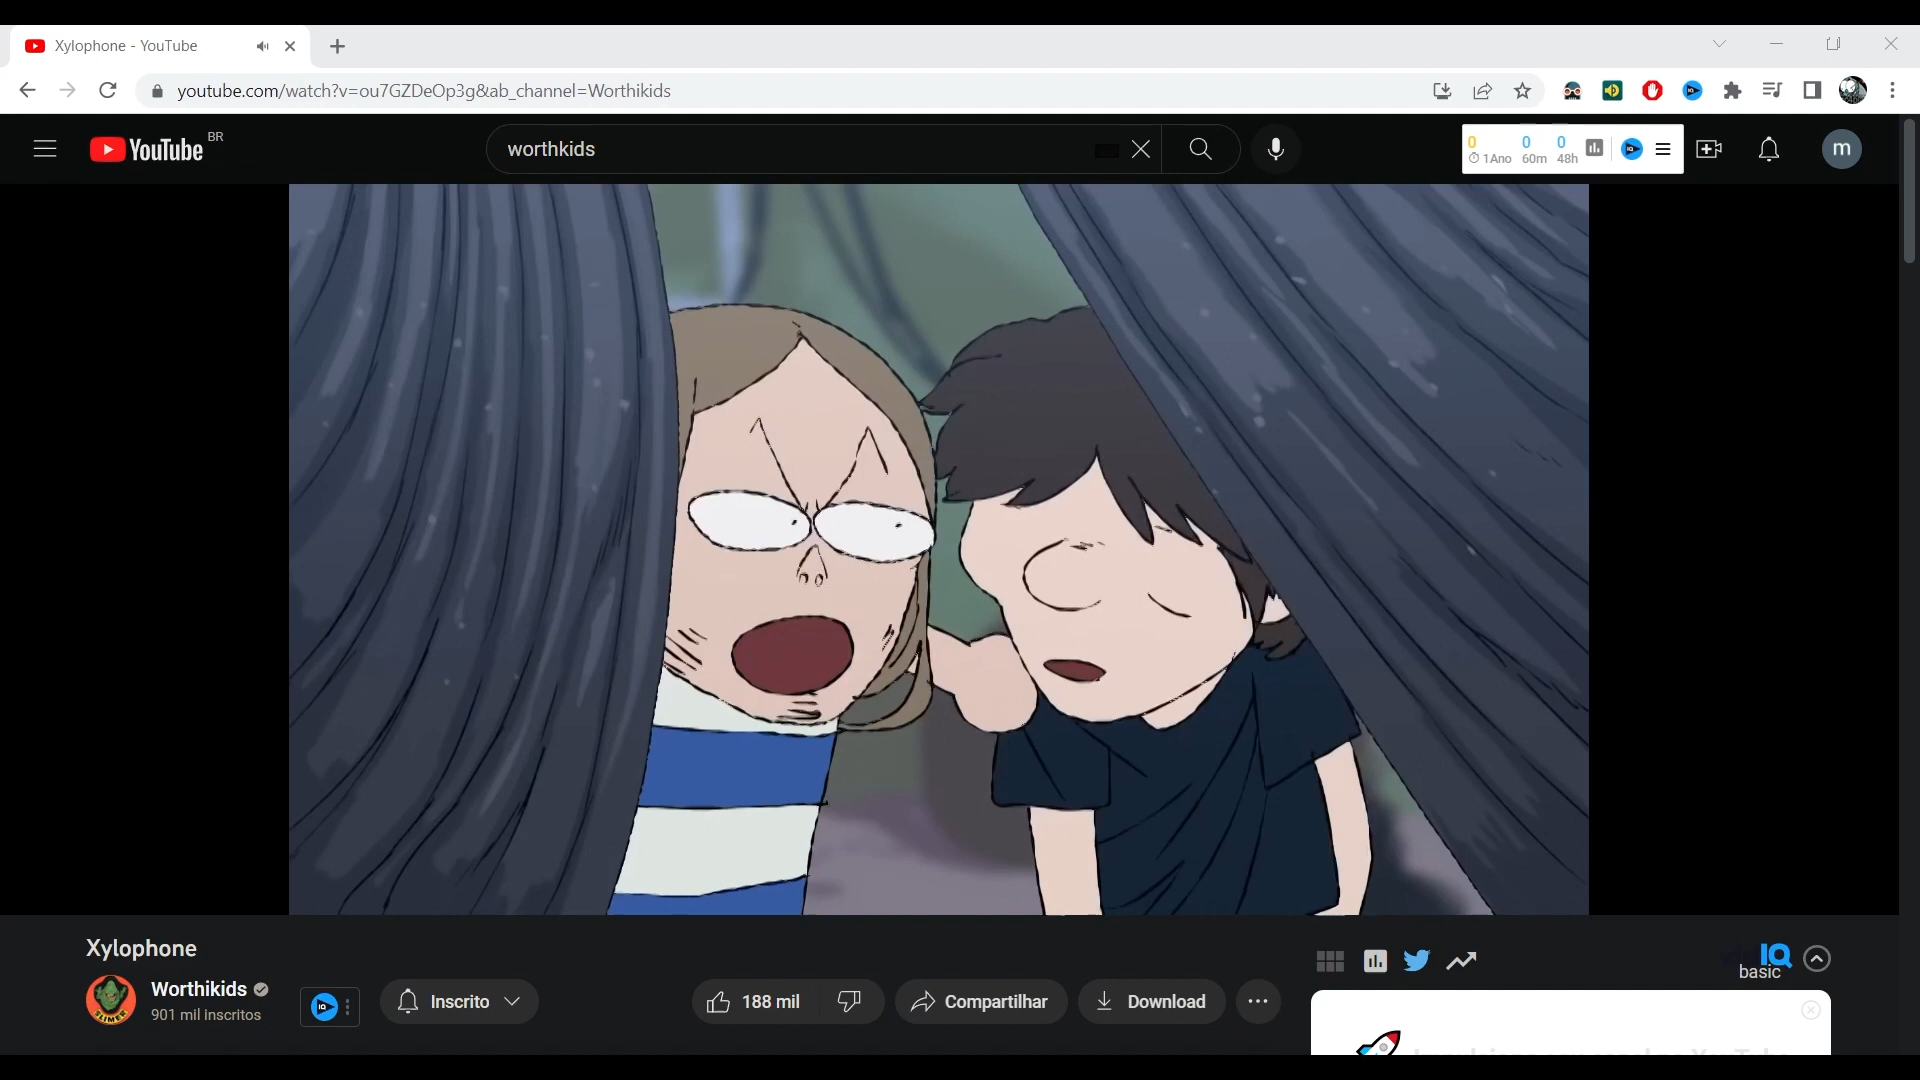 Xylophone - YouTube
youtube.com/watch?v=ou7GZDeOp3g&ab_channel=Worthikids
YouTube BR
worthkids
0 0 0
1Ano 60m 48h
m
Xylophone
IQ
basic
Worthikids
901 mil inscritos
Inscrito
188 mil
Compartilhar
Download
SLIMER